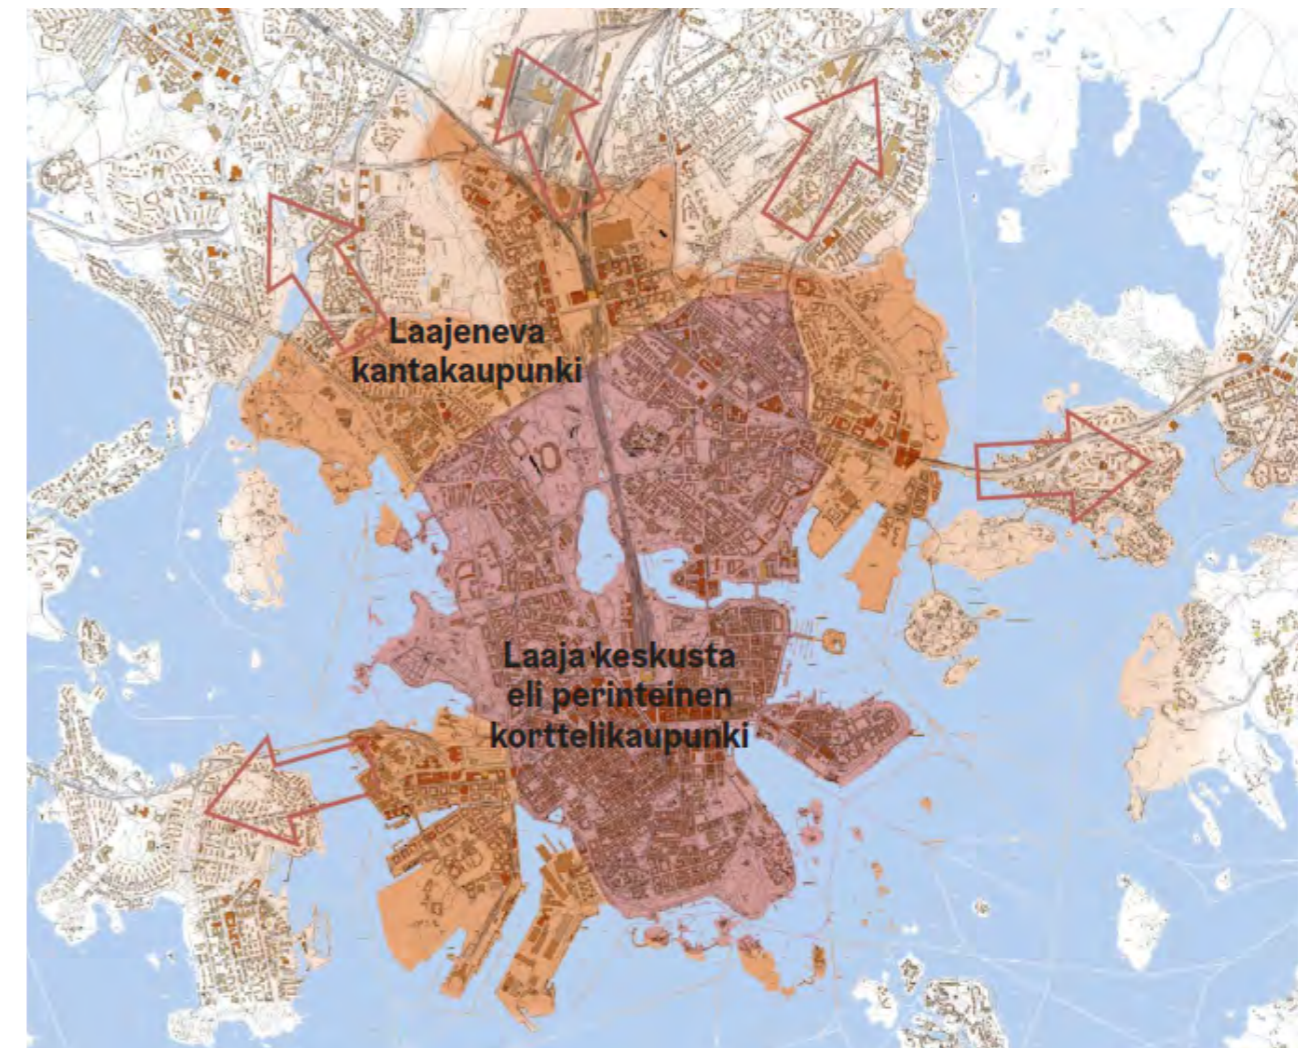 Laajeneva
kantakaupunki
Laaja keskusta
eli perinteinen
korttelikaupunki